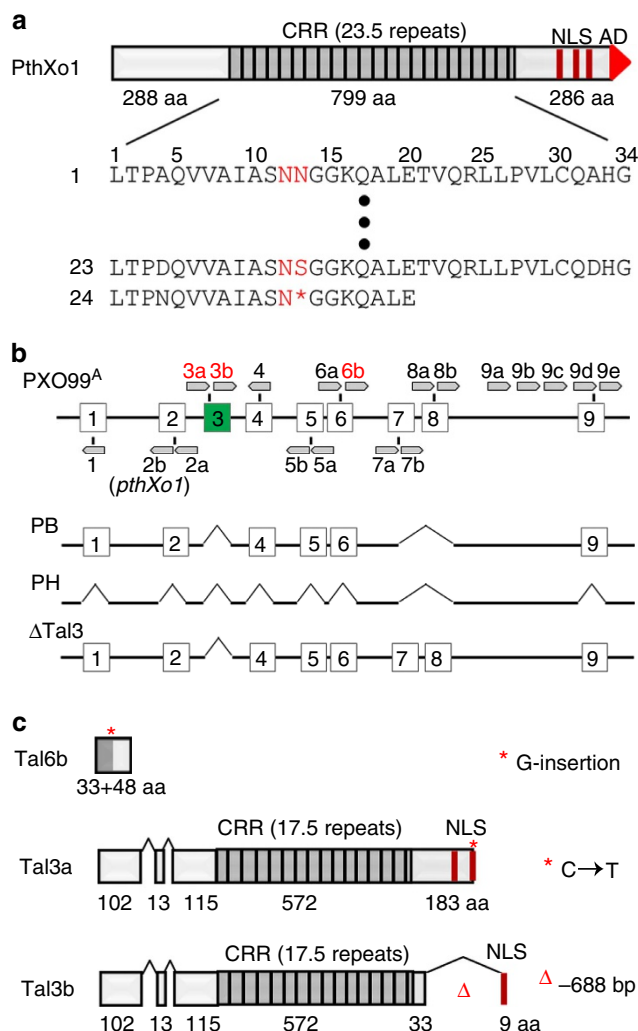 a
CRR (23.5 repeats)
NLS AD
PthXo1
288 aa 799 aa 286 aa
1 5 10 15 20 25 30 34
1 LTPAQVVAIASNNGGKQALETVQRLLPVLCQAHG
23 LTPDQVVAIASNSGGKQALETVQRLLPVLCQDHG
24 LTPNQVVAIASN*GGKQALE
b
PXO99A
3a 3b 4 6a 6b 8a 8b 9a 9b 9c 9d 9e
1 2 3 4 5 6 7 8 9
1 2b 2a 5b 5a 7a 7b
(pthXo1)
PB
1 2 4 5 6 9
PH
ΔTal3
1 2 4 5 6 7 8 9
c
*
Tal6b
33+48 aa
* G-insertion
CRR (17.5 repeats)
NLS
*
Tal3a
* C→T
102 13 115 572 183 aa
CRR (17.5 repeats)
NLS
Tal3b
Δ
Δ –688 bp
102 13 115 572 33 9 aa